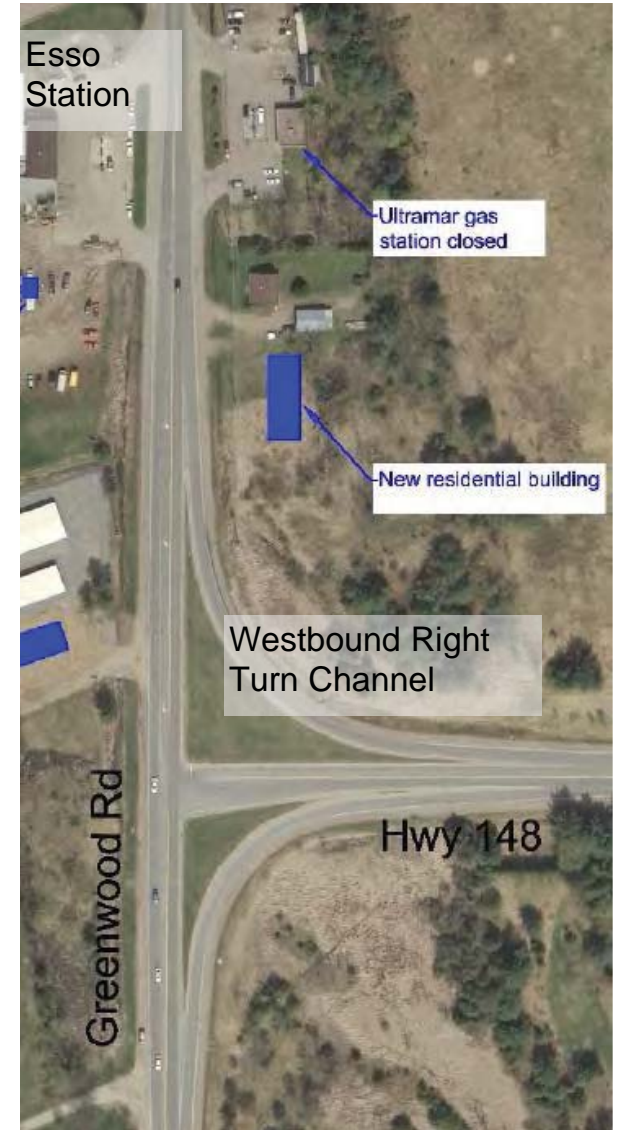 Esso
Station
Ultramar gas
station closed
New residential building
Westbound Right
Turn Channel
Hwy 148
Greenwood Rd